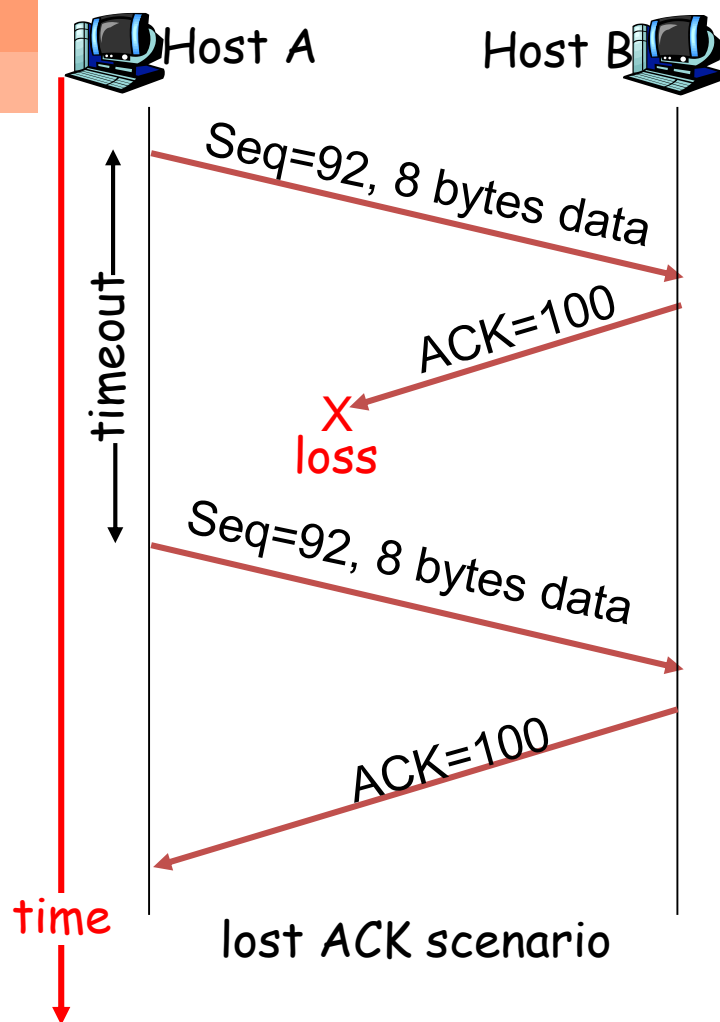 Host A
Host B
Seq=92, 8 bytes data
timeout
ACK=100
X
loss
Seq=92, 8 bytes data
ACK=100
time
lost ACK scenario